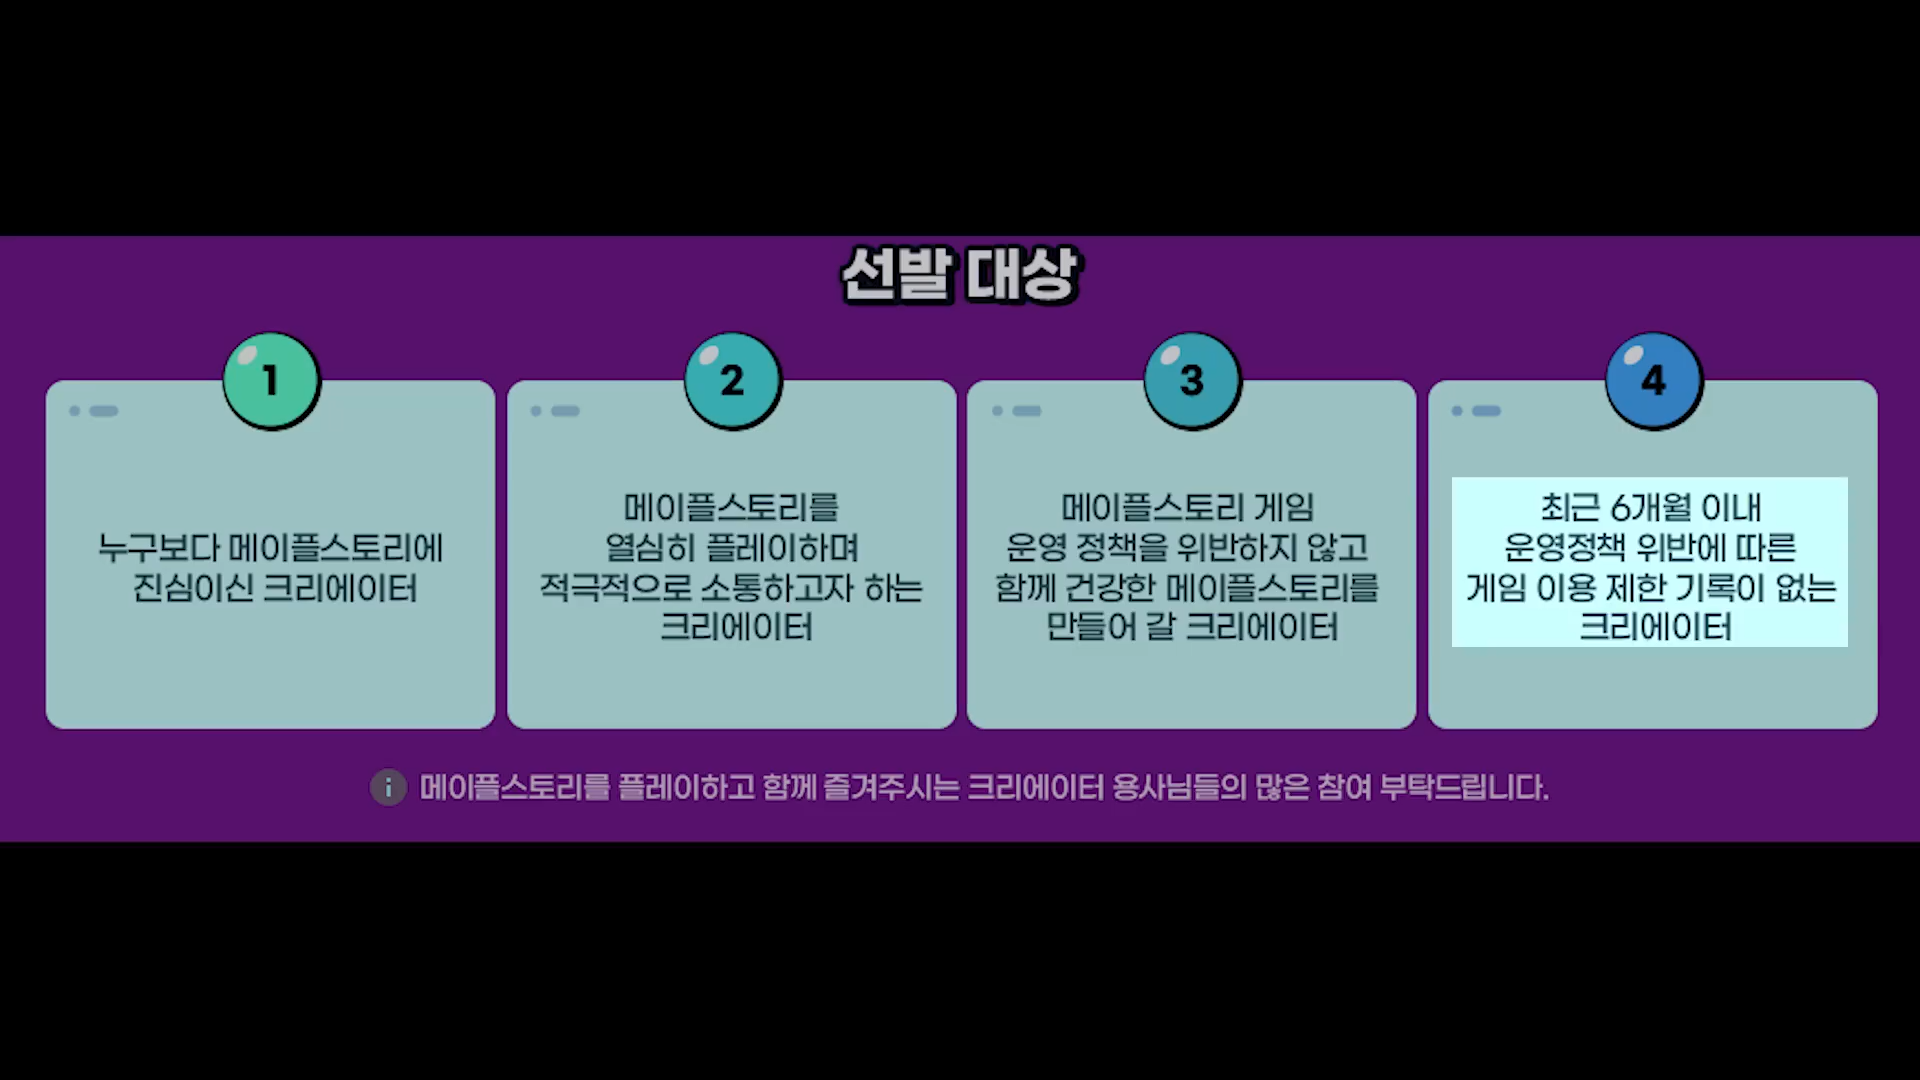 선발 대상
1
누구보다 메이플스토리에
진심이신 크리에이터
2
메이플스토리를
열심히 플레이하며
적극적으로 소통하고자 하는
크리에이터
3
메이플스토리 게임
운영 정책을 위반하지 않고
함께 건강한 메이플스토리를
만들어 갈 크리에이터
4
최근 6개월 이내
운영정책 위반에 따른
게임 이용 제한 기록이 없는
크리에이터
i 메이플스토리를 플레이하고 함께 즐겨주시는 크리에이터 용사님들의 많은 참여 부탁드립니다.